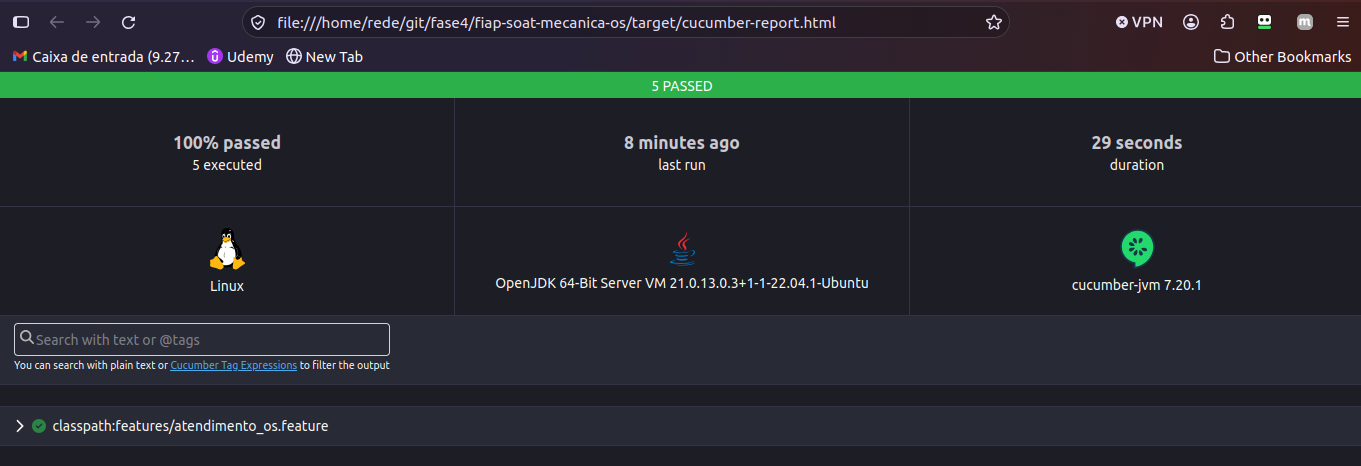 file:///home/rede/git/fase4/fiap-soat-mecanica-os/target/cucumber-report.html
VPN
m
Caixa de entrada (9.27…
Udemy
New Tab
Other Bookmarks
5 PASSED
100% passed
5 executed
8 minutes ago
last run
29 seconds
duration
Linux
OpenJDK 64-Bit Server VM 21.0.13.0.3+1-1-22.04.1-Ubuntu
cucumber-jvm 7.20.1
Search with text or @tags
You can search with plain text or Cucumber Tag Expressions to filter the output
classpath:features/atendimento_os.feature